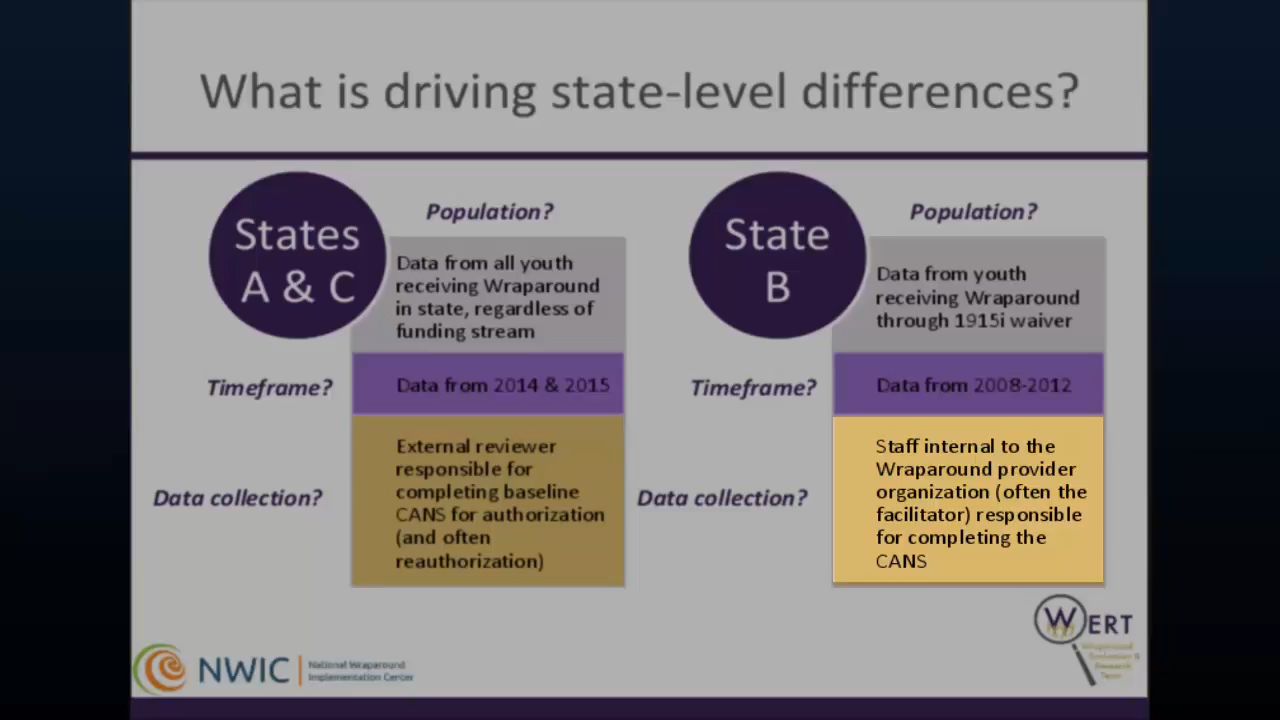 What is driving state-level differences?
States
A & C
Population?
Data from all youth
receiving Wraparound
in state, regardless of
funding stream
Timeframe?
Data from 2014 & 2015
Data collection?
External reviewer
responsible for
completing baseline
CANS for authorization
(and often
reauthorization)
State
B
Population?
Data from youth
receiving Wraparound
through 1915i waiver
Timeframe?
Data from 2008-2012
Data collection?
Staff internal to the
Wraparound provider
organization (often the
facilitator) responsible
for completing the
CANS
NWIC
National Wraparound
Implementation Center
WERT
Wraparound
Evaluation &
Research
Team